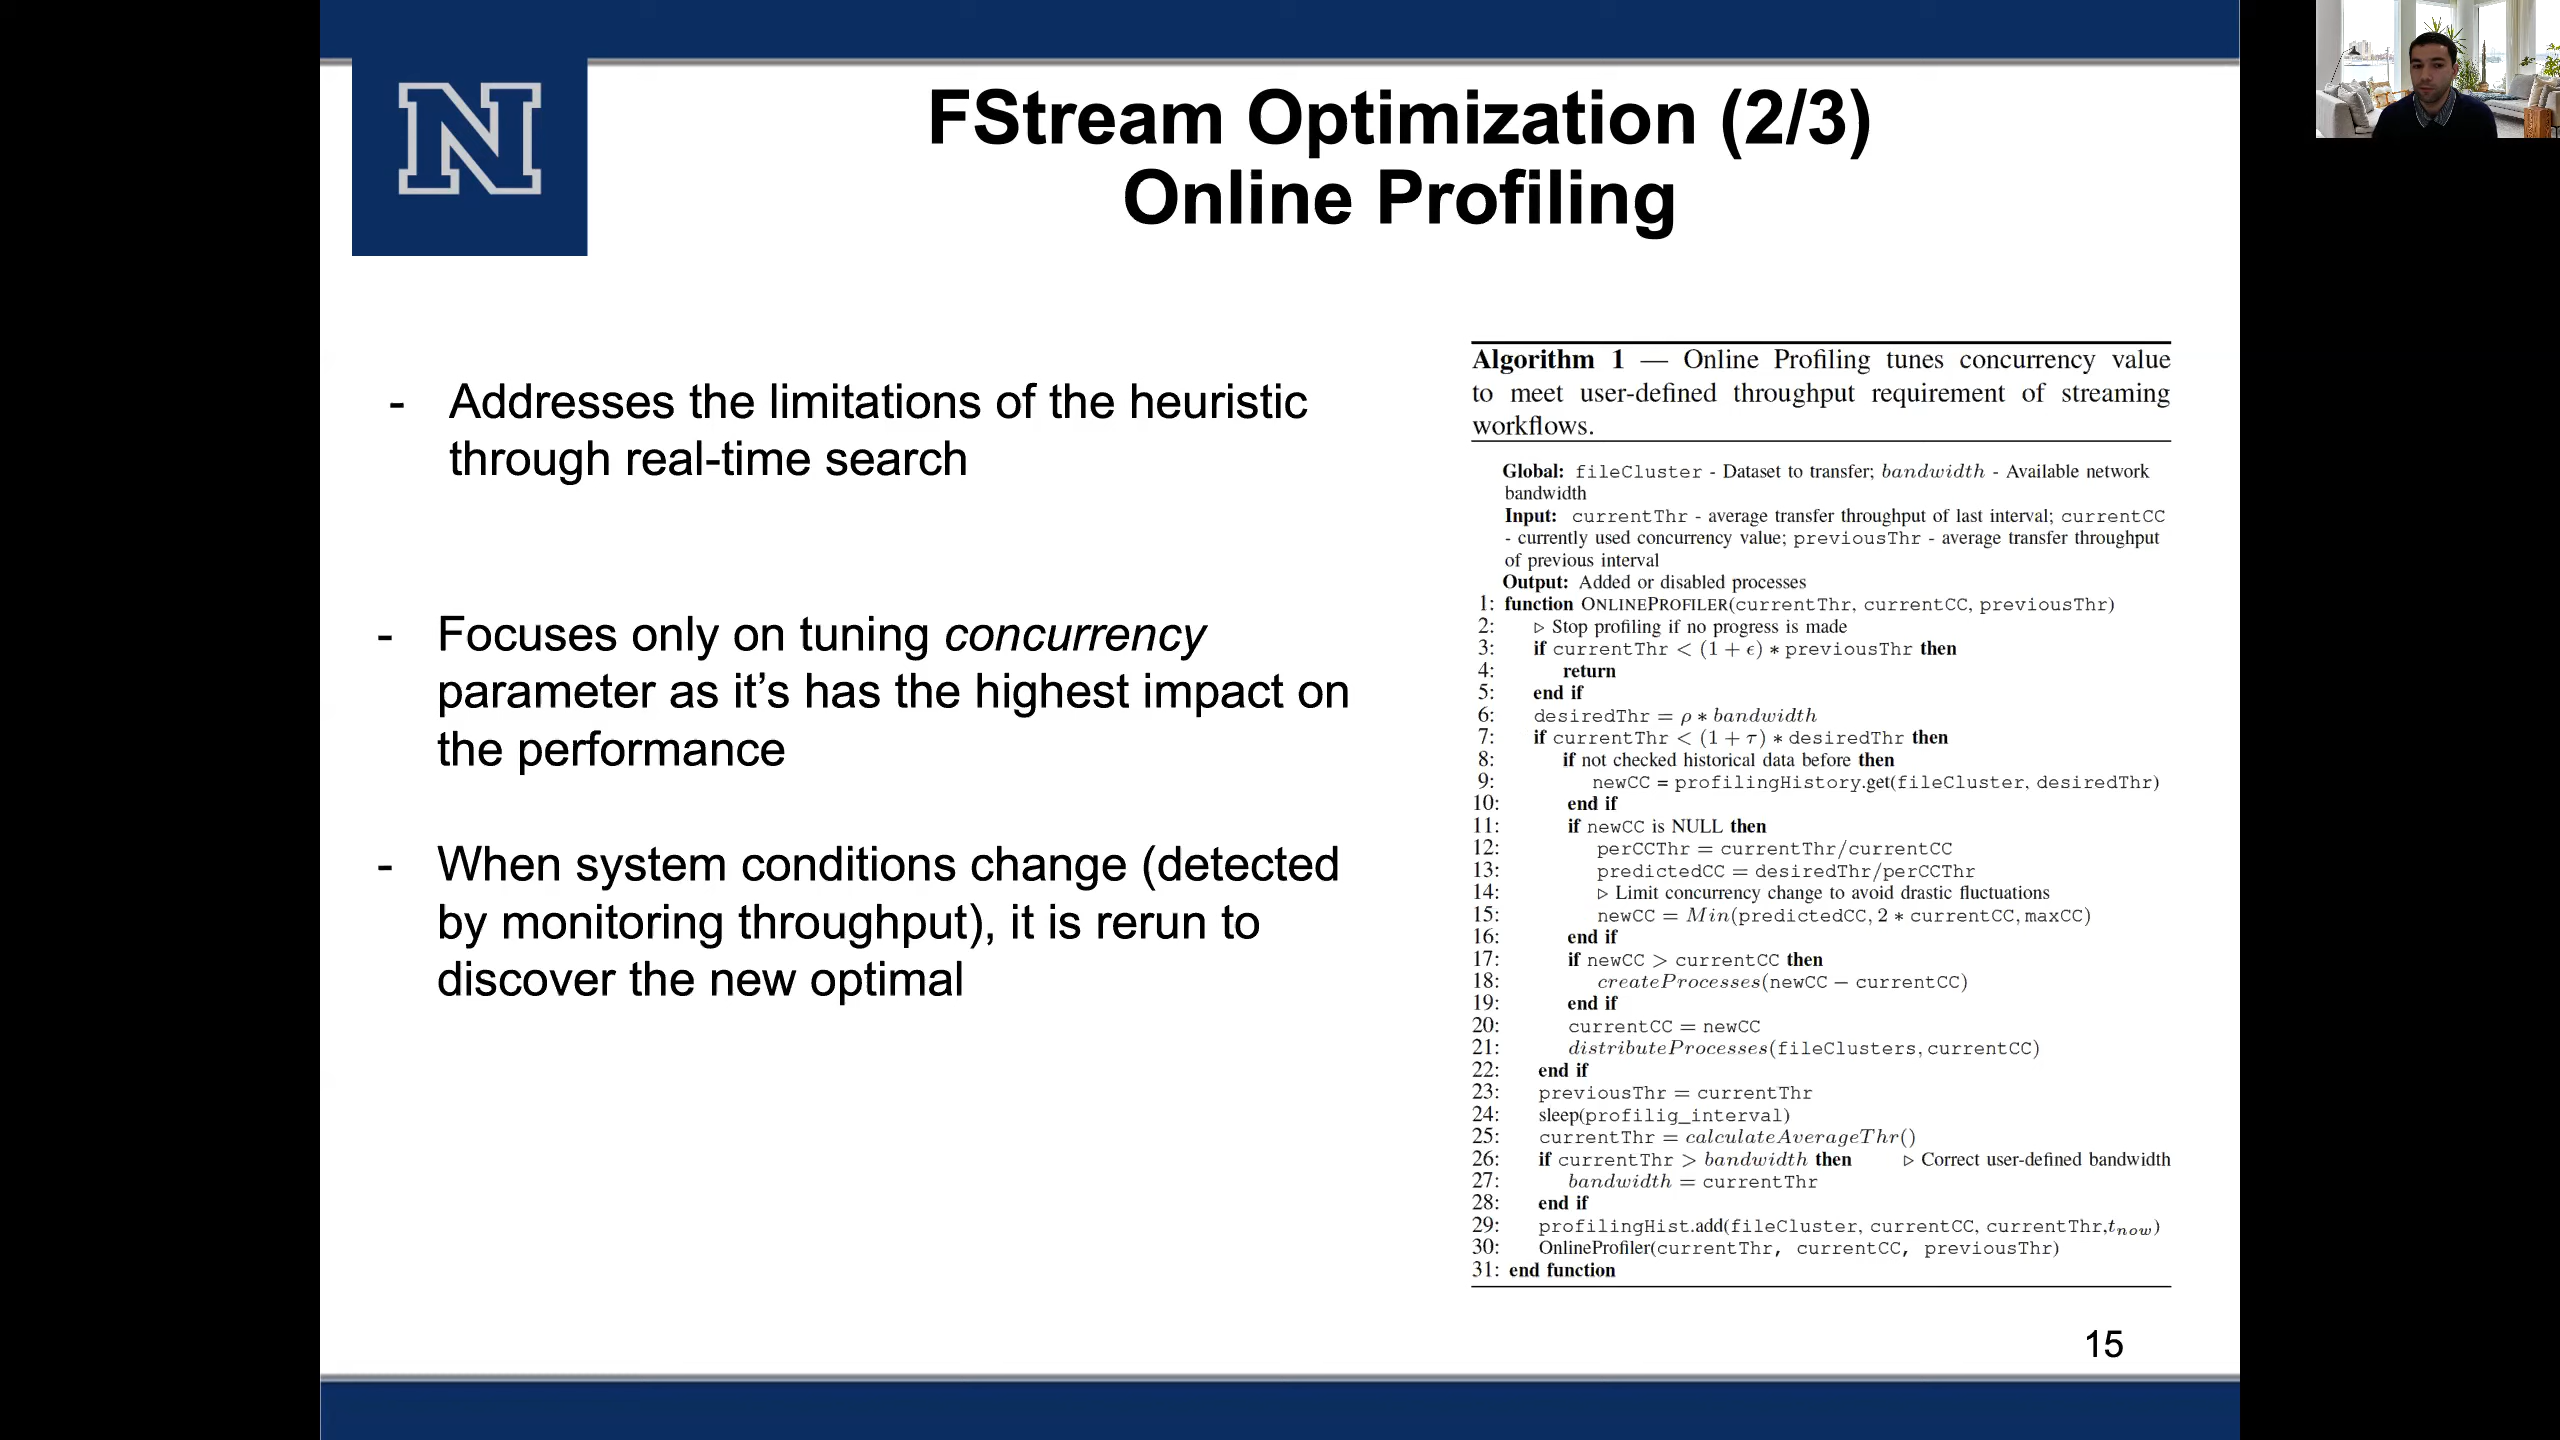 N
FStream Optimization (2/3)
Online Profiling
- Addresses the limitations of the heuristic
through real-time search
- Focuses only on tuning concurrency
parameter as it’s has the highest impact on
the performance
- When system conditions change (detected
by monitoring throughput), it is rerun to
discover the new optimal
Algorithm 1 — Online Profiling tunes concurrency value
to meet user-defined throughput requirement of streaming
workflows.
Global: fileCluster - Dataset to transfer; bandwidth - Available network
bandwidth
Input: currentThr - average transfer throughput of last interval; currentCC
- currently used concurrency value; previousThr - average transfer throughput
of previous interval
Output: Added or disabled processes
1: function ONLINEPROFILER(currentThr, currentCC, previousThr)
2: ▷ Stop profiling if no progress is made
3: if currentThr < (1 + ϵ) ∗ previousThr then
4: return
5: end if
6: desiredThr = ρ ∗ bandwidth
7: if currentThr < (1 + τ) ∗ desiredThr then
8: if not checked historical data before then
9: newCC = profilingHistory.get(fileCluster, desiredThr)
10: end if
11: if newCC is NULL then
12: perCCThr = currentThr/currentCC
13: predictedCC = desiredThr/perCCThr
14: ▷ Limit concurrency change to avoid drastic fluctuations
15: newCC = Min(predictedCC, 2 ∗ currentCC, maxCC)
16: end if
17: if newCC > currentCC then
18: createProcesses(newCC − currentCC)
19: end if
20: currentCC = newCC
21: distributeProcesses(fileClusters, currentCC)
22: end if
23: previousThr = currentThr
24: sleep(profilig_interval)
25: currentThr = calculateAverageThr()
26: if currentThr > bandwidth then ▷ Correct user-defined bandwidth
27: bandwidth = currentThr
28: end if
29: profilingHist.add(fileCluster, currentCC, currentThr,tnow)
30: OnlineProfiler(currentThr, currentCC, previousThr)
31: end function
15